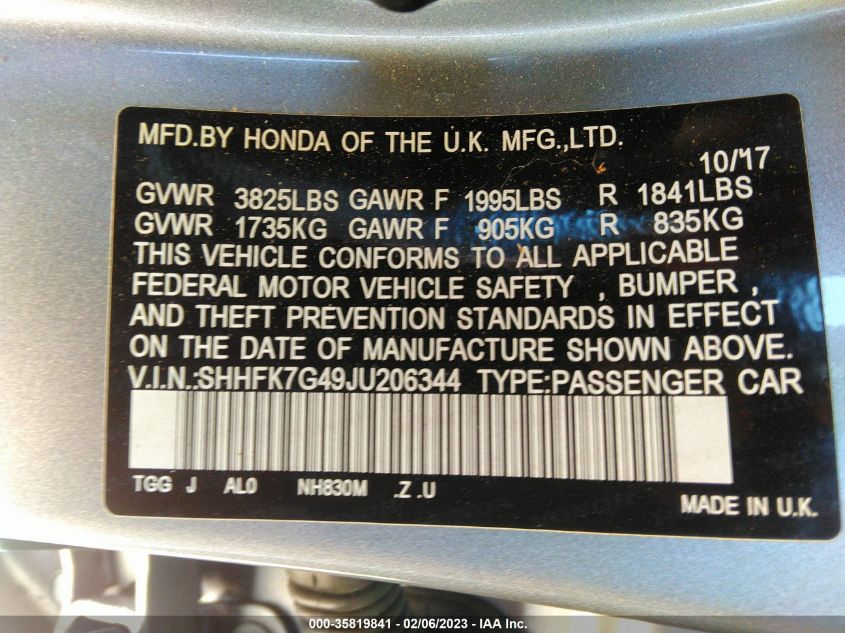 MFD.BY HONDA OF THE U.K. MFG.,LTD.
10/17
GVWR 3825LBS GAWR F 1995LBS R 1841LBS
GVWR 1735KG GAWR F 905KG R 835KG
THIS VEHICLE CONFORMS TO ALL APPLICABLE
FEDERAL MOTOR VEHICLE SAFETY , BUMPER ,
AND THEFT PREVENTION STANDARDS IN EFFECT
ON THE DATE OF MANUFACTURE SHOWN ABOVE.
V.I.N.:SHHFK7G49JU206344 TYPE:PASSENGER CAR
TGG J AL0 NH830M .Z .U
MADE IN U.K.
000-35819841 - 02/06/2023 - IAA Inc.